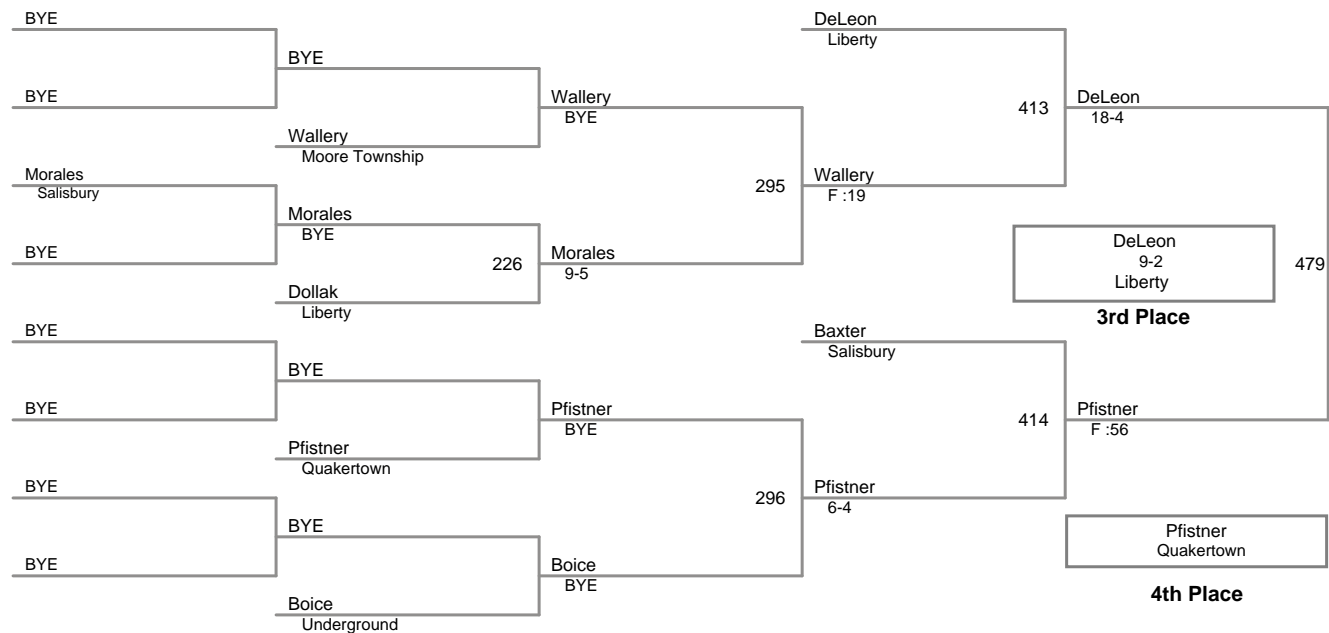 BYE
DeLeon
Liberty
BYE
BYE
Wallery
BYE
413
DeLeon
18-4
Wallery
Moore Township
Morales
Salisbury
295
Wallery
F :19
Morales
BYE
BYE
226
Morales
9-5
DeLeon
9-2
Liberty
479
Dollak
Liberty
3rd Place
BYE
Baxter
Salisbury
BYE
BYE
Pfistner
BYE
414
Pfistner
F :56
Pfistner
Quakertown
BYE
296
Pfistner
6-4
BYE
Pfistner
Quakertown
BYE
Boice
BYE
4th Place
Boice
Underground